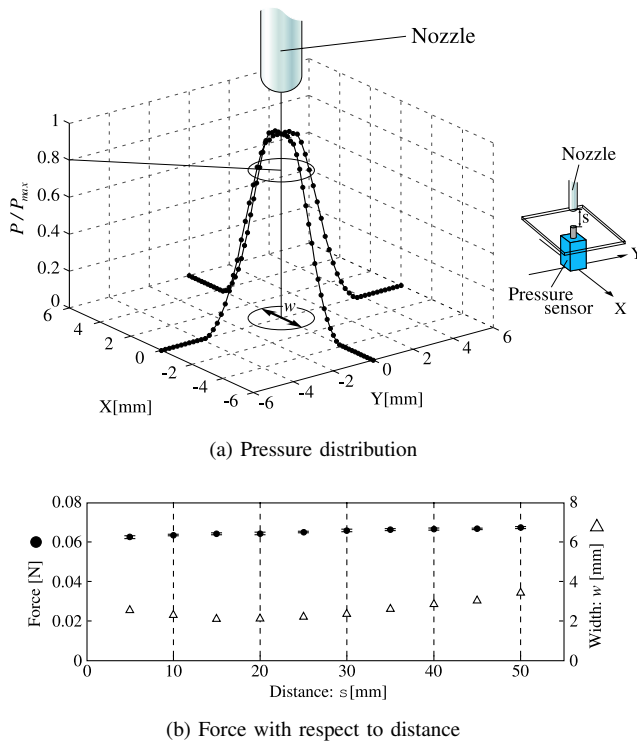 Nozzle
1
0.8
0.6
0.4
0.2
0
P / Pmax
6
4
2
0
-2
-4
-6
X[mm]
-6
-4
-2
0
2
4
6
Y[mm]
w
Nozzle
s
Y
X
Pressure
sensor
(a) Pressure distribution
0.08
0.06
0.04
0.02
0
Force [N]
8
6
4
2
0
Width: w [mm]
0 10 20 30 40 50
Distance: s[mm]
(b) Force with respect to distance